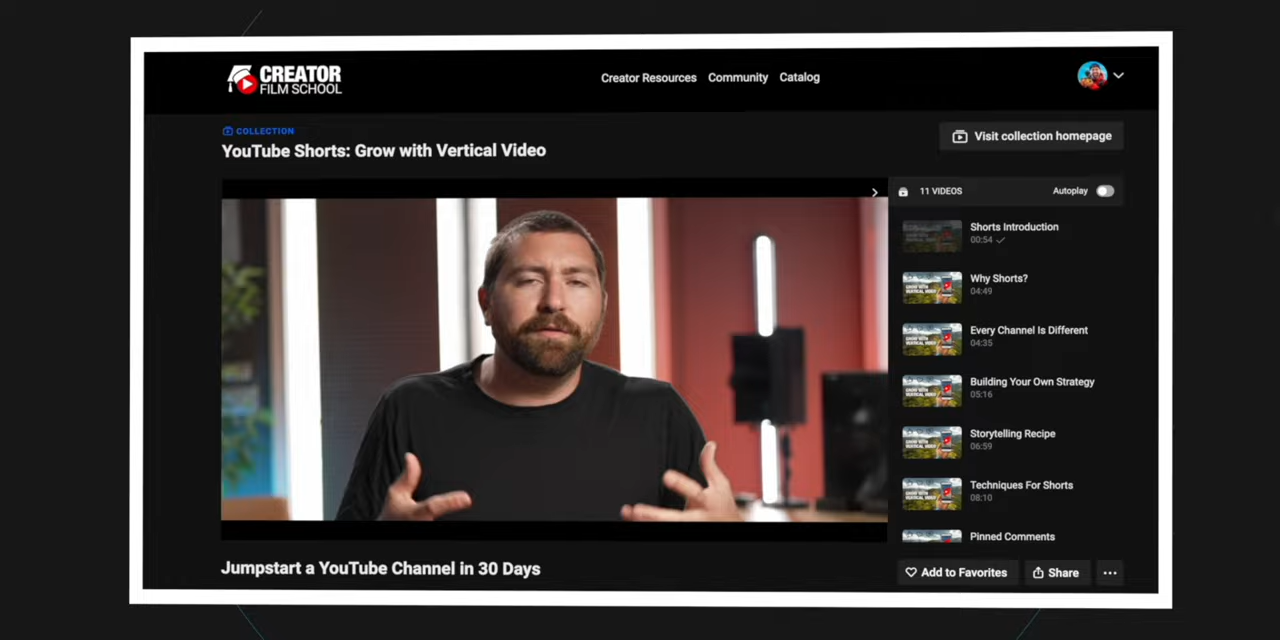 CREATOR
FILM SCHOOL
Creator Resources
Community
Catalog
COLLECTION
YouTube Shorts: Grow with Vertical Video
Visit collection homepage
11 VIDEOS
Autoplay
Shorts Introduction
00:54
Why Shorts?
04:49
Every Channel Is Different
04:35
Building Your Own Strategy
05:16
Storytelling Recipe
06:59
Techniques For Shorts
08:10
Pinned Comments
Jumpstart a YouTube Channel in 30 Days
Add to Favorites
Share